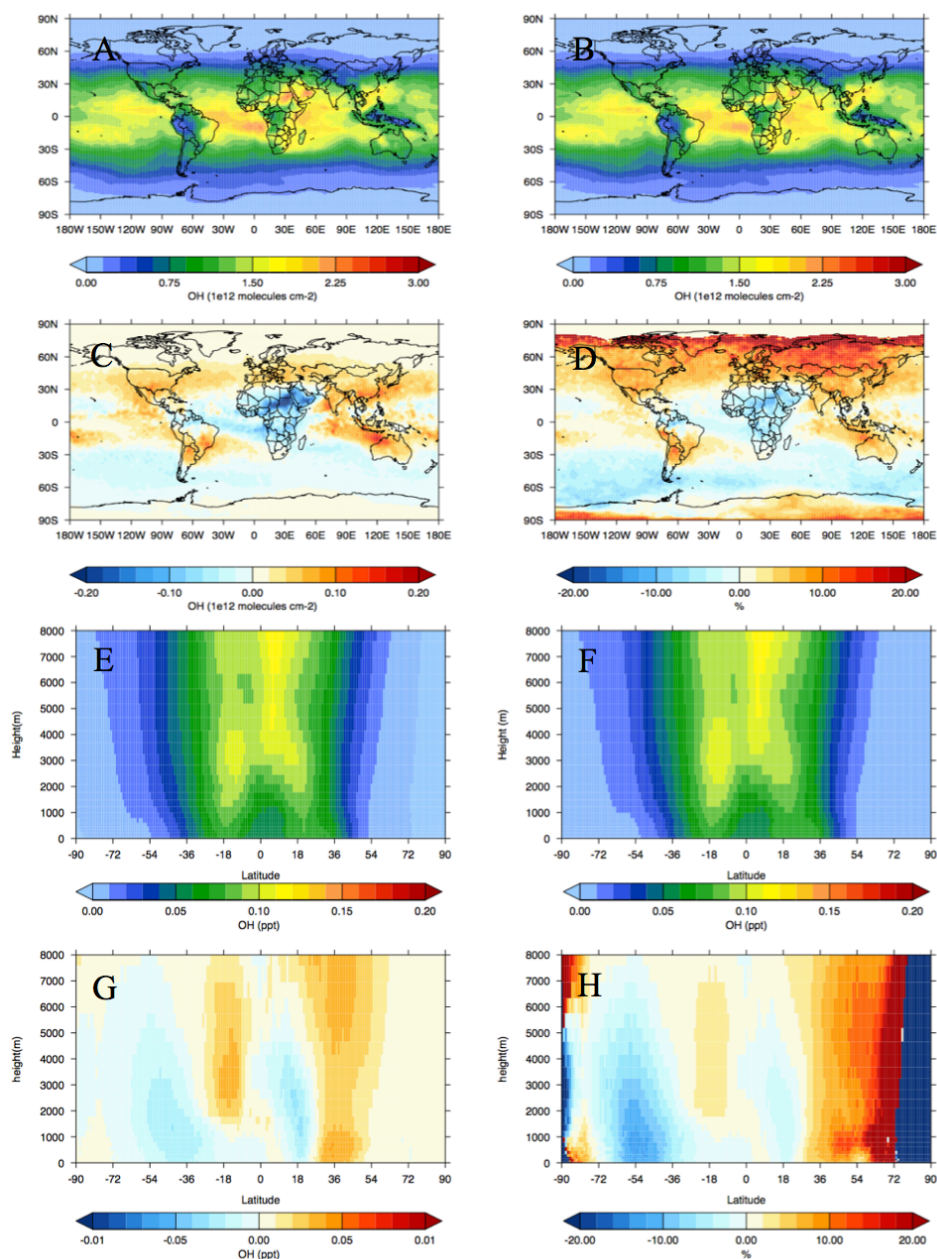 A
90N
60N
30N
0
30S
60S
90S
180W 150W 120W 90W 60W 30W 0 30E 60E 90E 120E 150E 180E
0.00 0.75 1.50 2.25 3.00
OH (1e12 molecules cm-2)
B
90N
60N
30N
0
30S
60S
90S
180W 150W 120W 90W 60W 30W 0 30E 60E 90E 120E 150E 180E
0.00 0.75 1.50 2.25 3.00
OH (1e12 molecules cm-2)
C
90N
60N
30N
0
30S
60S
90S
180W 150W 120W 90W 60W 30W 0 30E 60E 90E 120E 150E 180E
-0.20 -0.10 0.00 0.10 0.20
OH (1e12 molecules cm-2)
D
90N
60N
30N
0
30S
60S
90S
180W 150W 120W 90W 60W 30W 0 30E 60E 90E 120E 150E 180E
-20.00 -10.00 0.00 10.00 20.00
%
E
Height(m)
8000
7000
6000
5000
4000
3000
2000
1000
0
-90 -72 -54 -36 -18 0 18 36 54 72 90
Latitude
0.00 0.05 0.10 0.15 0.20
OH (ppt)
F
Height (m)
8000
7000
6000
5000
4000
3000
2000
1000
0
-90 -72 -54 -36 -18 0 18 36 54 72 90
Latitude
0.00 0.05 0.10 0.15 0.20
OH (ppt)
G
height(m)
8000
7000
6000
5000
4000
3000
2000
1000
0
-90 -72 -54 -36 -18 0 18 36 54 72 90
Latitude
-0.01 -0.05 0.00 0.05 0.01
OH (ppt)
H
height(m)
8000
7000
6000
5000
4000
3000
2000
1000
0
-90 -72 -54 -36 -18 0 18 36 54 72 90
Latitude
-20.00 -10.00 0.00 10.00 20.00
%